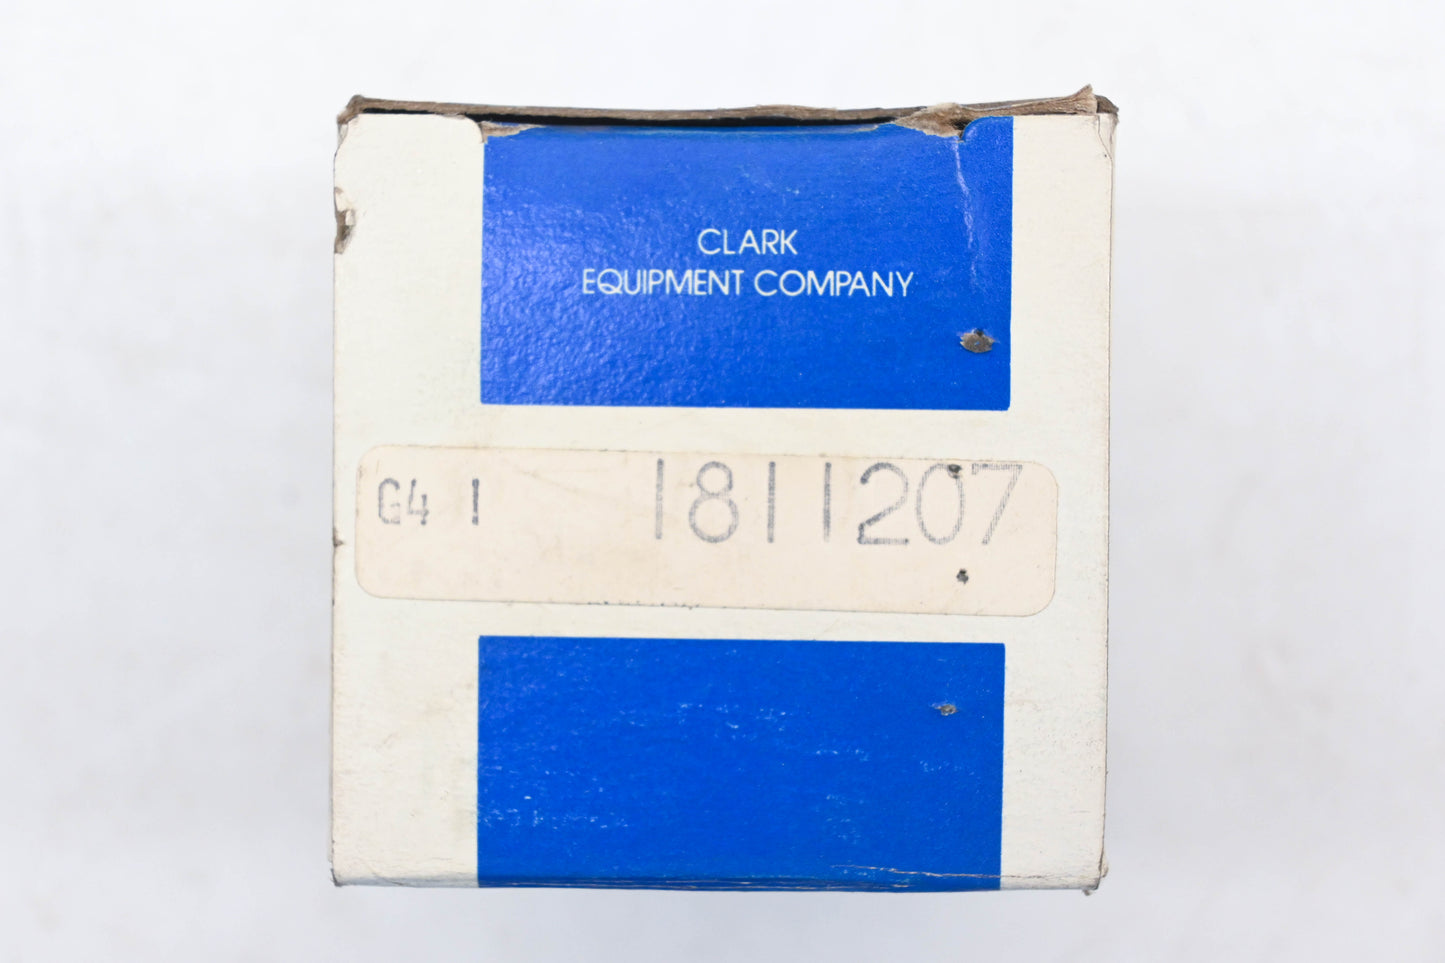 CLARK
EQUIPMENT COMPANY
G4 1 1811207